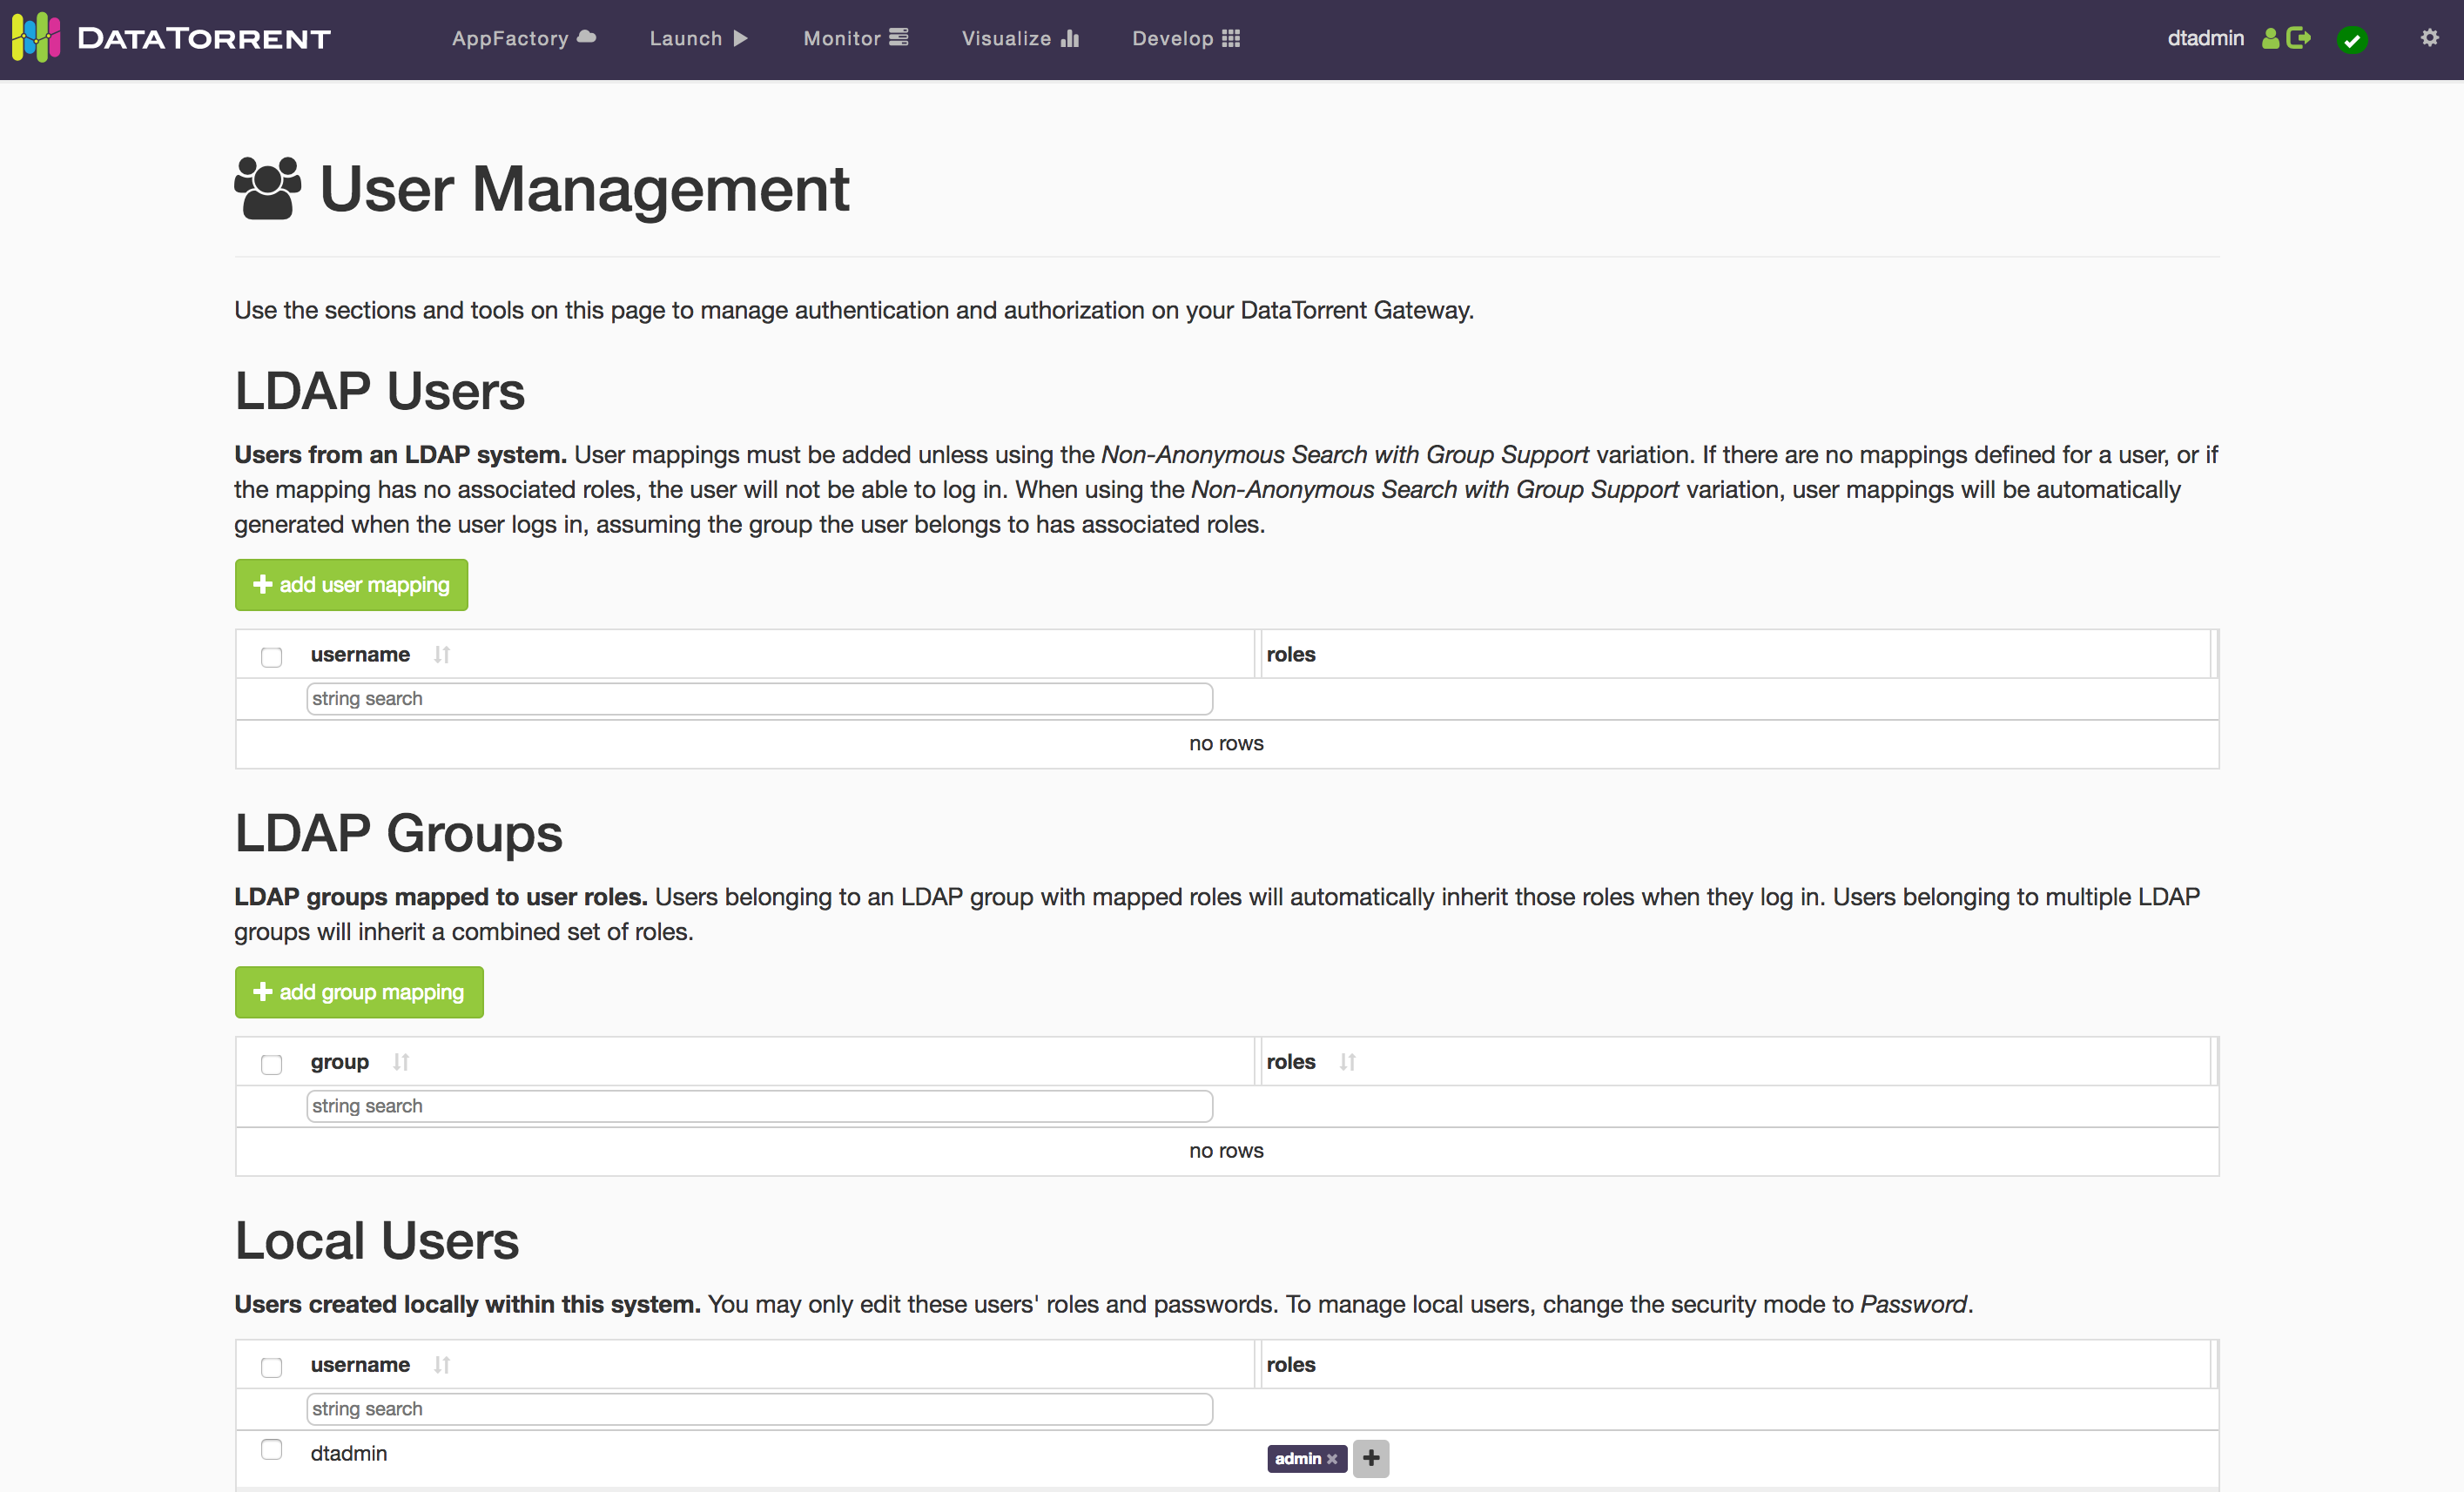 DATATORRENT
AppFactory
Launch
Monitor
Visualize
Develop
dtadmin
User Management
Use the sections and tools on this page to manage authentication and authorization on your DataTorrent Gateway.
LDAP Users
Users from an LDAP system. User mappings must be added unless using the Non-Anonymous Search with Group Support variation. If there are no mappings defined for a user, or if
the mapping has no associated roles, the user will not be able to log in. When using the Non-Anonymous Search with Group Support variation, user mappings will be automatically
generated when the user logs in, assuming the group the user belongs to has associated roles.
add user mapping
username
roles
string search
no rows
LDAP Groups
LDAP groups mapped to user roles. Users belonging to an LDAP group with mapped roles will automatically inherit those roles when they log in. Users belonging to multiple LDAP
groups will inherit a combined set of roles.
add group mapping
group
roles
string search
no rows
Local Users
Users created locally within this system. You may only edit these users' roles and passwords. To manage local users, change the security mode to Password.
username
roles
string search
dtadmin
admin